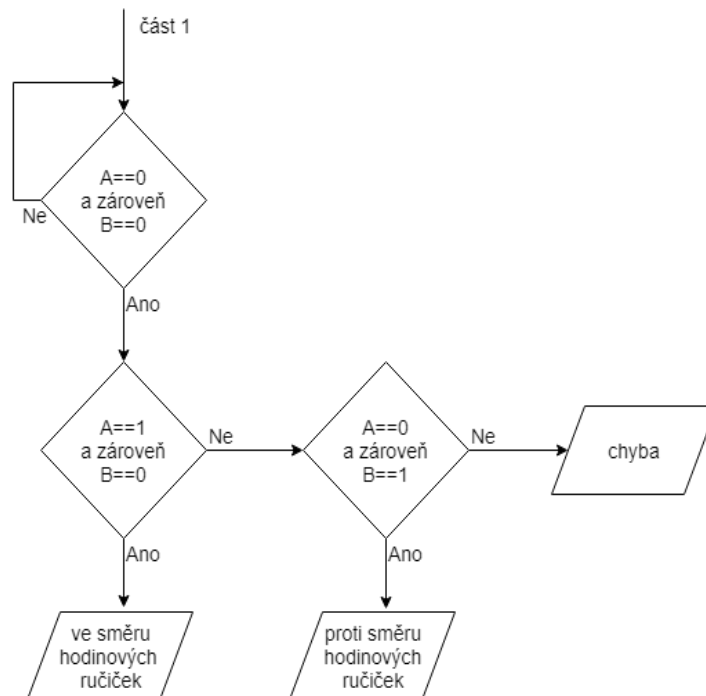 část 1
A==0
a zároveň
B==0
Ne
Ano
A==1
a zároveň
B==0
Ne
A==0
a zároveň
B==1
Ne
chyba
Ano
Ano
ve směru
hodinových
ručiček
proti směru
hodinových
ručiček